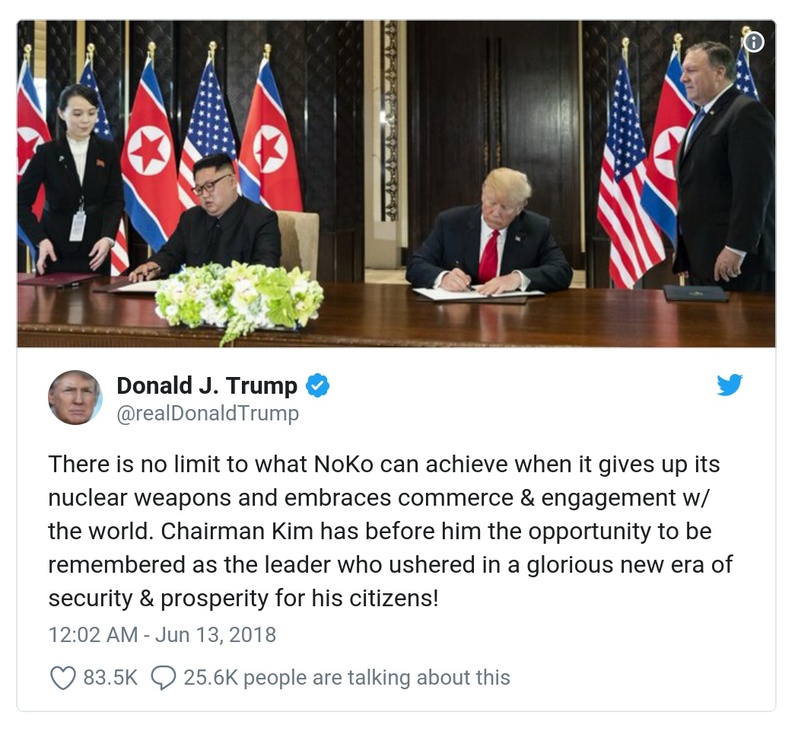 Donald J. Trump
@realDonaldTrump
There is no limit to what NoKo can achieve when it gives up its
nuclear weapons and embraces commerce & engagement w/
the world. Chairman Kim has before him the opportunity to be
remembered as the leader who ushered in a glorious new era of
security & prosperity for his citizens!
12:02 AM - Jun 13, 2018
83.5K 25.6K people are talking about this